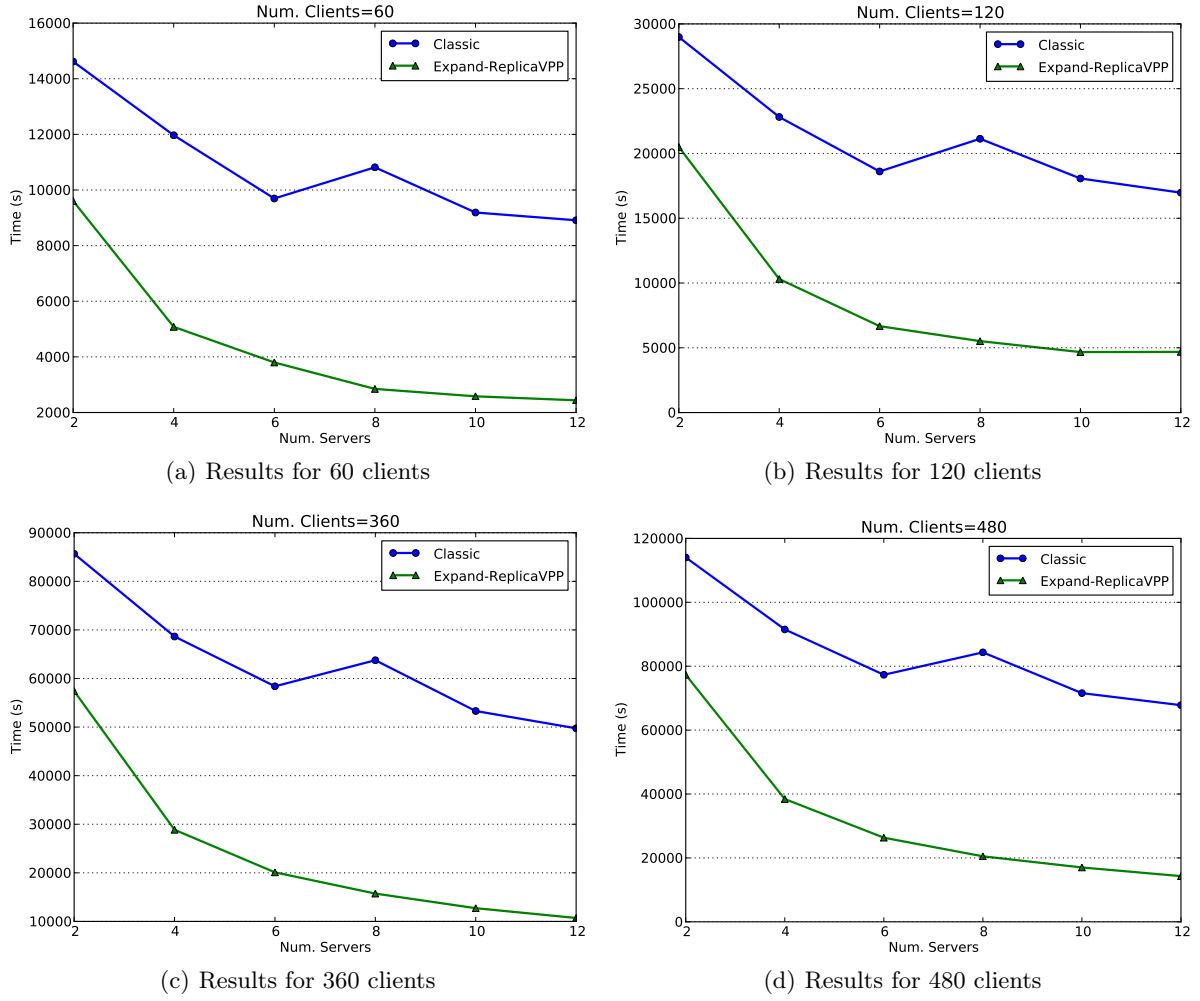 Num. Clients=60
16000
14000
12000
10000
8000
6000
4000
2000
Time (s)
Classic
Expand-ReplicaVPP
2 4 6 8 10 12
Num. Servers
(a) Results for 60 clients
Num. Clients=120
30000
25000
20000
15000
10000
5000
0
Time (s)
Classic
Expand-ReplicaVPP
2 4 6 8 10 12
Num. Servers
(b) Results for 120 clients
Num. Clients=360
90000
80000
70000
60000
50000
40000
30000
20000
10000
Time (s)
Classic
Expand-ReplicaVPP
2 4 6 8 10 12
Num. Servers
(c) Results for 360 clients
Num. Clients=480
120000
100000
80000
60000
40000
20000
0
Time (s)
Classic
Expand-ReplicaVPP
2 4 6 8 10 12
Num. Servers
(d) Results for 480 clients